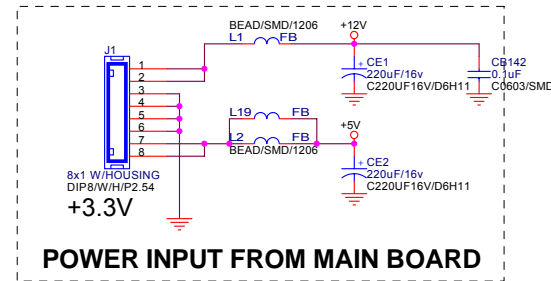 BEAD/SMD/1206
+12V
J1
L1
FB
1
2
3
4
5
6
7
8
+
CE1
220uF/16v
C220UF16V/D6H11
CB142
0.1uF
C0603/SMD
L19
FB
+5V
L2
FB
BEAD/SMD/1206
+
CE2
220uF/16v
C220UF16V/D6H11
8x1 W/HOUSING
DIP8/W/H/P2.54
+3.3V
POWER INPUT FROM MAIN BOARD